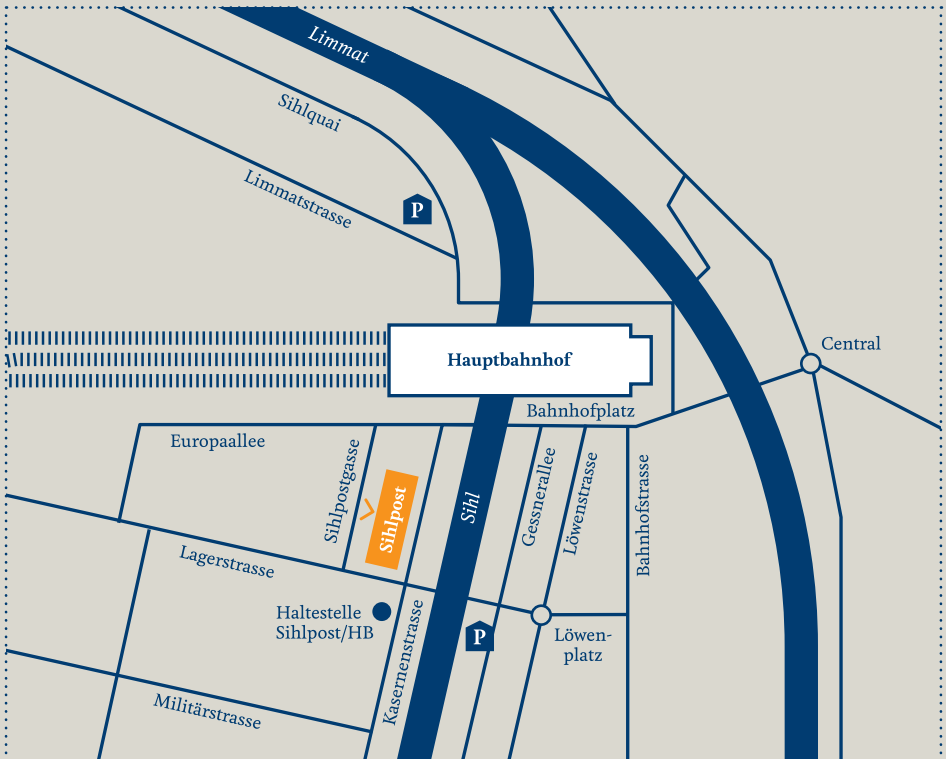 Limmat
Sihlquai
Limmatstrasse
P
Central
Hauptbahnhof
Bahnhofplatz
Europaallee
Sihlpostgasse
Sihlpost
Sihl
Gessnerallee
Löwenstrasse
Bahnhofstrasse
Lagerstrasse
Haltestelle
Sihlpost/HB
Kasernenstrasse
P
Löwen-
platz
Militärstrasse